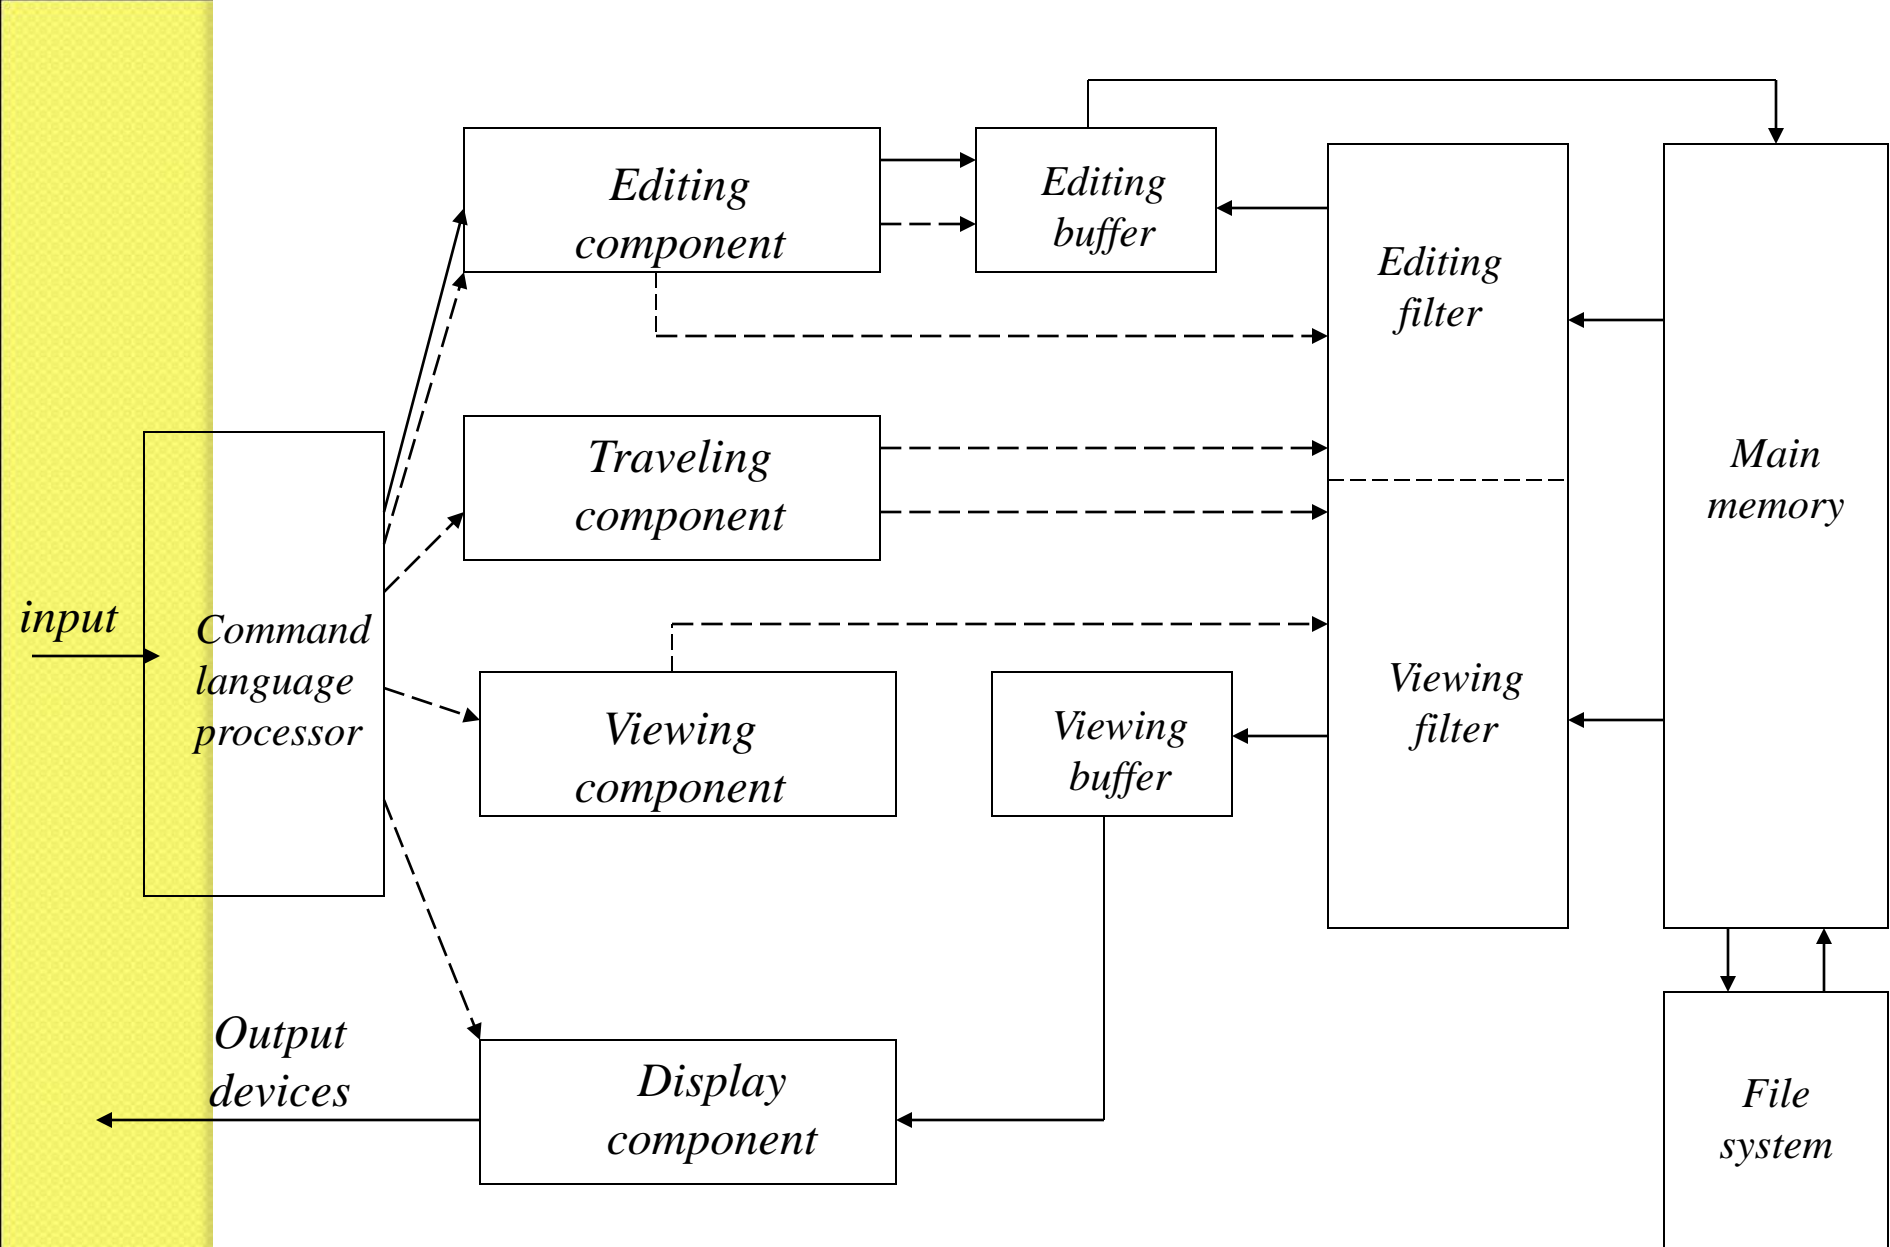 Editing
component
Editing
buffer
Editing
filter
Traveling
component
Main
memory
input
Command
language
processor
Viewing
component
Viewing
buffer
Viewing
filter
Output
devices
Display
component
File
system